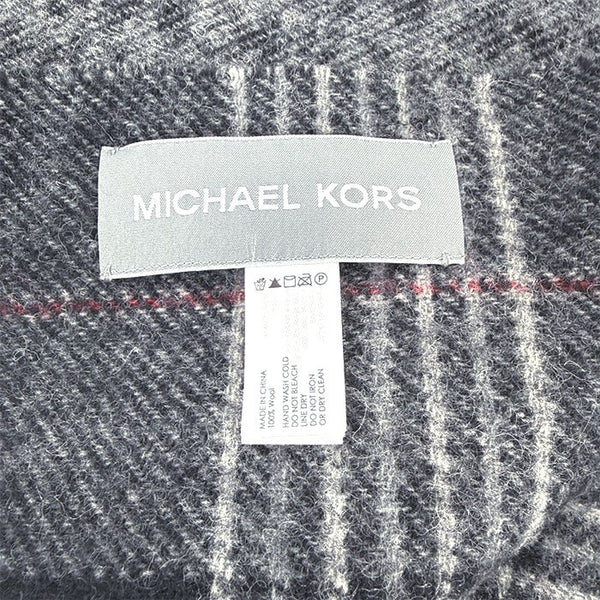 MICHAEL KORS
P
MADE IN CHINA
100% Wool
HAND WASH COLD
DO NOT BLEACH
LINE DRY
DO NOT IRON
OR DRY CLEAN